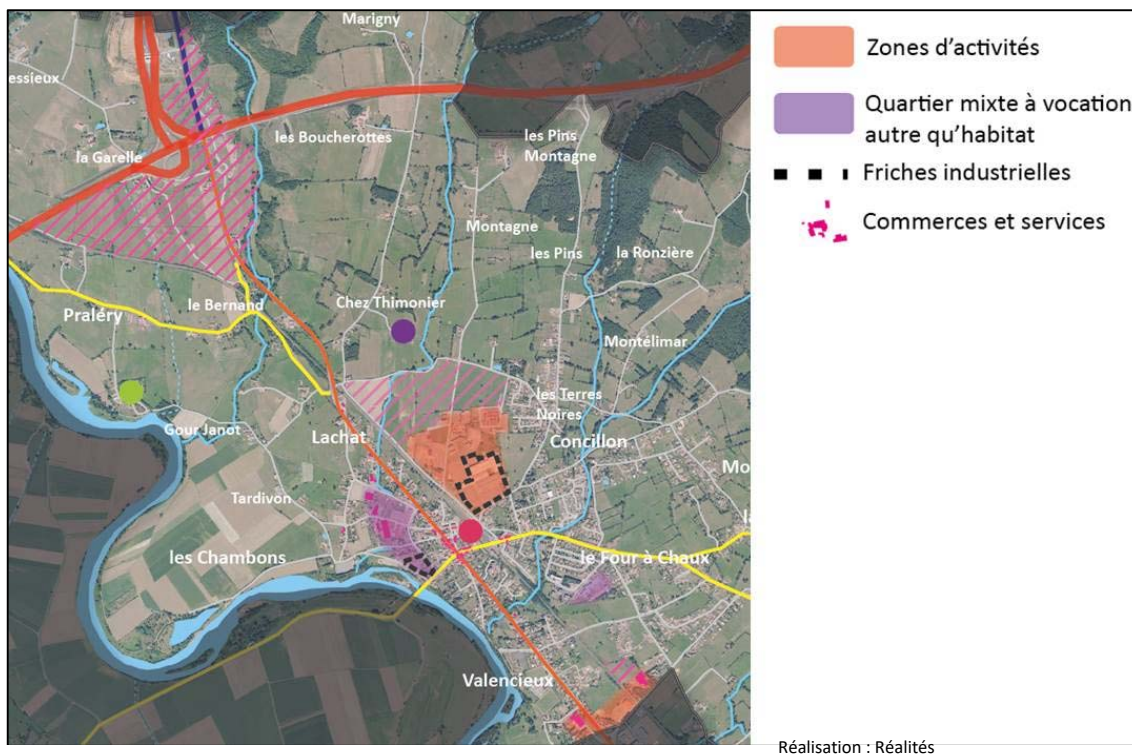 Marigny
essieux
les Boucherottes
la Garelle
les Pins
Montagne
Montagne
les Pins
la Ronzière
le Bernand
Chez Thimonier
Praléry
Montélimar
les Terres
Noires
Gour Janot
Lachat
Concillon
Mo
Tardivon
les Chambons
le Four à Chaux
Valencieux
Zones d'activités
Quartier mixte à vocation
autre qu'habitat
Friches industrielles
Commerces et services
Réalisation : Réalités